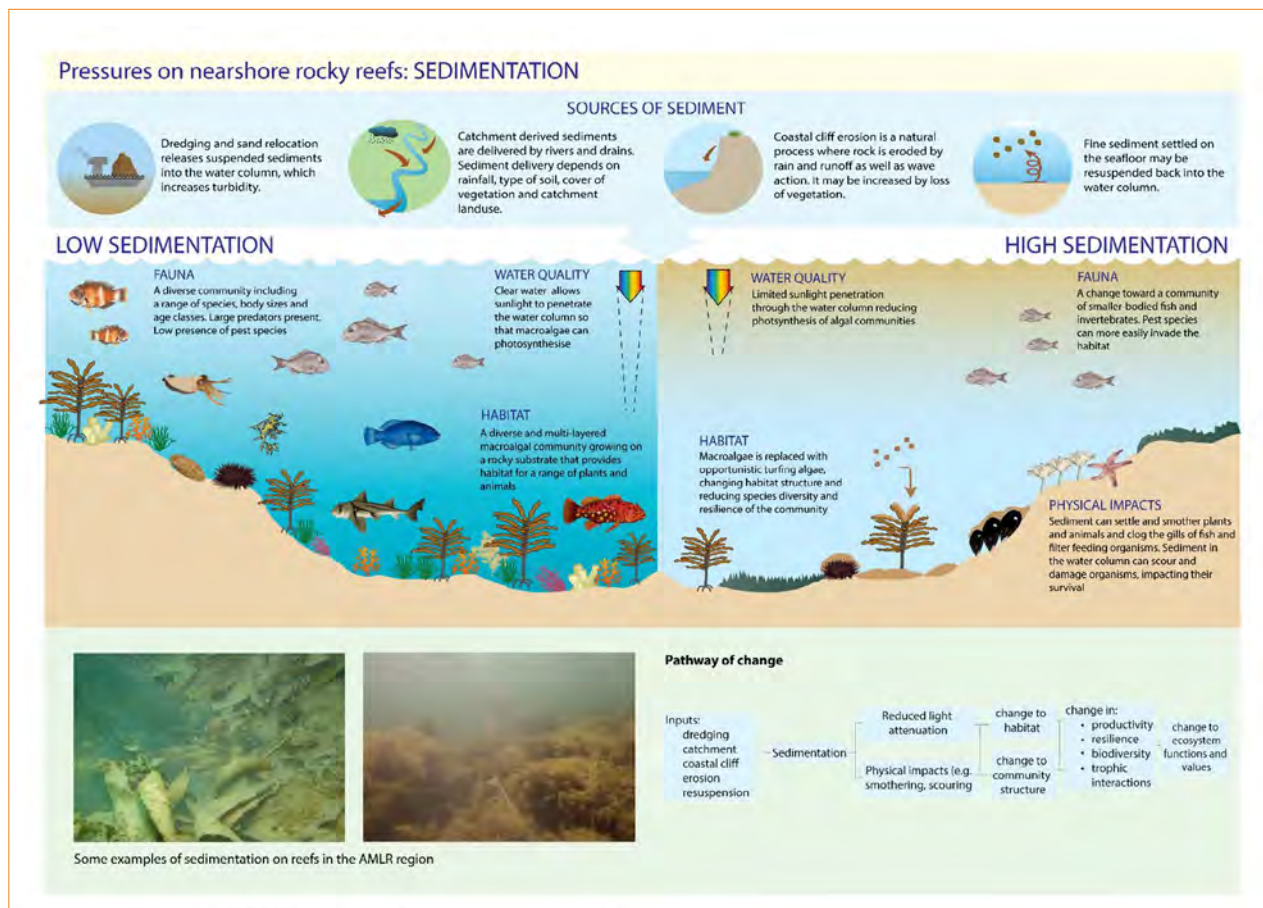 Pressures on nearshore rocky reefs: SEDIMENTATION
SOURCES OF SEDIMENT
Dredging and sand relocation
releases suspended sediments
into the water column, which
increases turbidity.
Catchment derived sediments
are delivered by rivers and drains.
Sediment delivery depends on
rainfall, type of soil, cover of
vegetation and catchment
landuse.
Coastal cliff erosion is a natural
process where rock is eroded by
rain and runoff as well as wave
action. It may be increased by loss
of vegetation.
Fine sediment settled on
the seafloor may be
resuspended back into the
water column.
LOW SEDIMENTATION
HIGH SEDIMENTATION
FAUNA
A diverse community including
a range of species, body sizes and
age classes. Large predators present.
Low presence of pest species
WATER QUALITY
Clear water allows
sunlight to penetrate
the water column so
that macroalgae can
photosynthesise
WATER QUALITY
Limited sunlight penetration
through the water column reducing
photsynthesis of algal communities
FAUNA
A change toward a community
of smaller-bodied fish and
invertebrates. Pest species
can more easily invade the
habitat
HABITAT
A diverse and multi-layered
macroalgal community growing on
a rocky substrate that provides
habitat for a range of plants and
animals
HABITAT
Macroalgae is replaced with
opportunistic turfing algae,
changing habitat structure and
reducing species diversity and
resilience of the community
PHYSICAL IMPACTS
Sediment can settle and smother plants
and animals and clog the gills of fish and
filter feeding organisms. Sediment in
the water column can scour and
damage organisms, impacting their
survival
Some examples of sedimentation on reefs in the AMLR region
Pathway of change
Inputs:
dredging
catchment
coastal cliff
erosion
resuspension
Sedimentation
Reduced light
attenuation
Physical impacts (e.g.
smothering, scouring
change to
habitat
change to
community
structure
change in:
• productivity
• resilience
• biodiversity
• trophic
interactions
change to
ecosystem
functions and
values